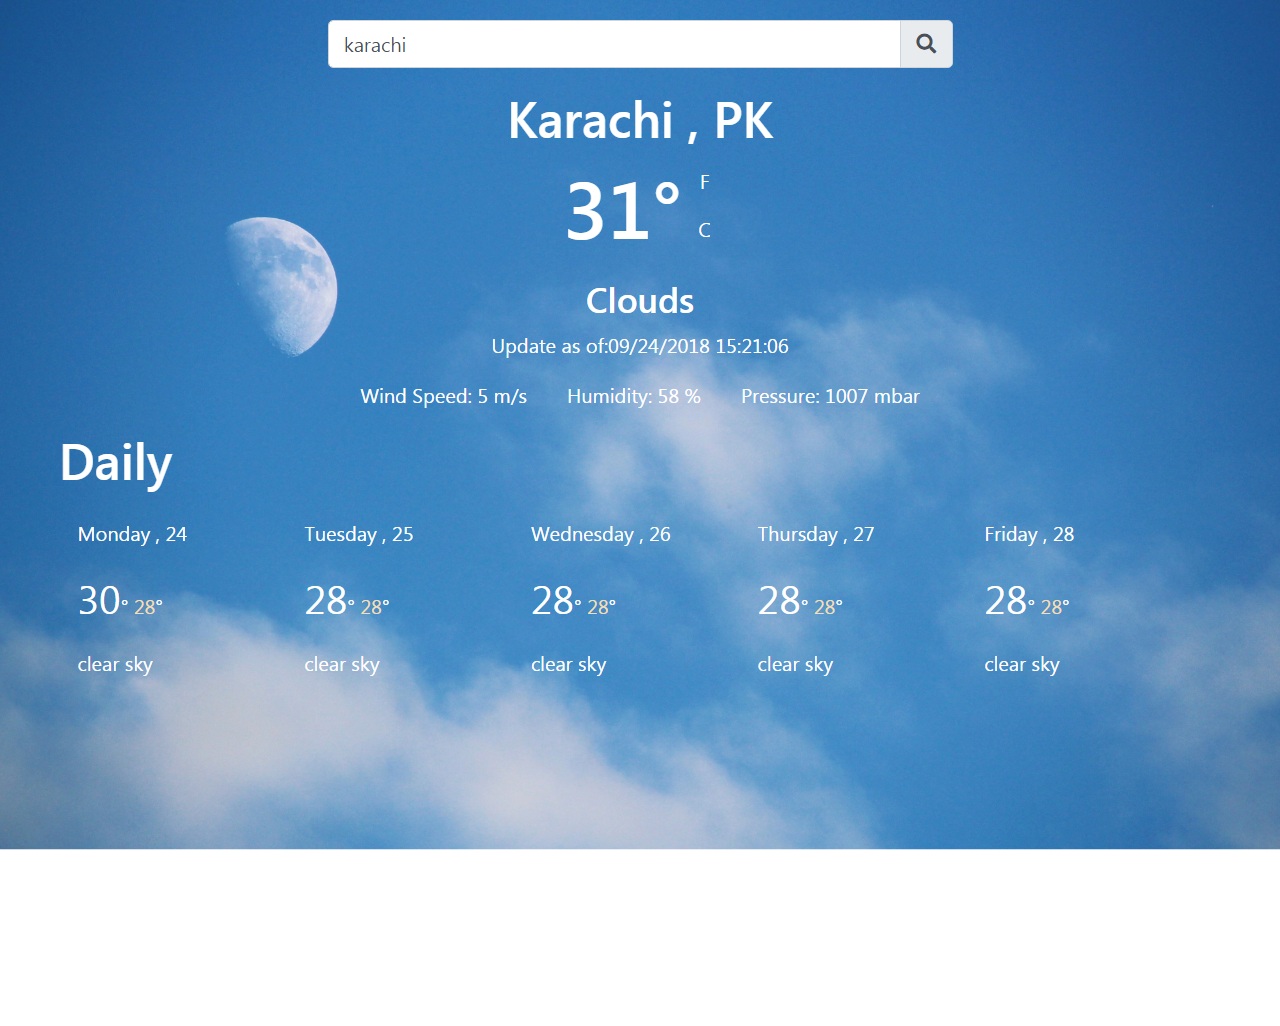 karachi
Karachi , PK
31° F
C
Clouds
Update as of:09/24/2018 15:21:06
Wind Speed: 5 m/s Humidity: 58 % Pressure: 1007 mbar
Daily
Monday , 24 Tuesday , 25 Wednesday , 26 Thursday , 27 Friday , 28
30° 28° 28° 28° 28° 28° 28° 28° 28° 28°
clear sky clear sky clear sky clear sky clear sky